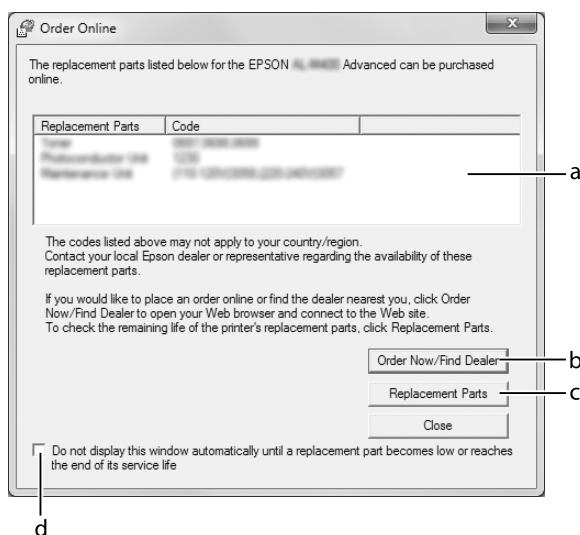 Order Online
The replacement parts listed below for the EPSON Advanced can be purchased
online.
Replacement Parts Code
a
The codes listed above may not apply to your country/region.
Contact your local Epson dealer or representative regarding the availability of these
replacement parts.
If you would like to place an order online or find the dealer nearest you, click Order
Now/Find Dealer to open your Web browser and connect to the Web site.
To check the remaining life of the printer's replacement parts, click Replacement Parts.
Order Now/Find Dealer b
Replacement Parts c
Close
Do not display this window automatically until a replacement part becomes low or reaches
the end of its service life
d